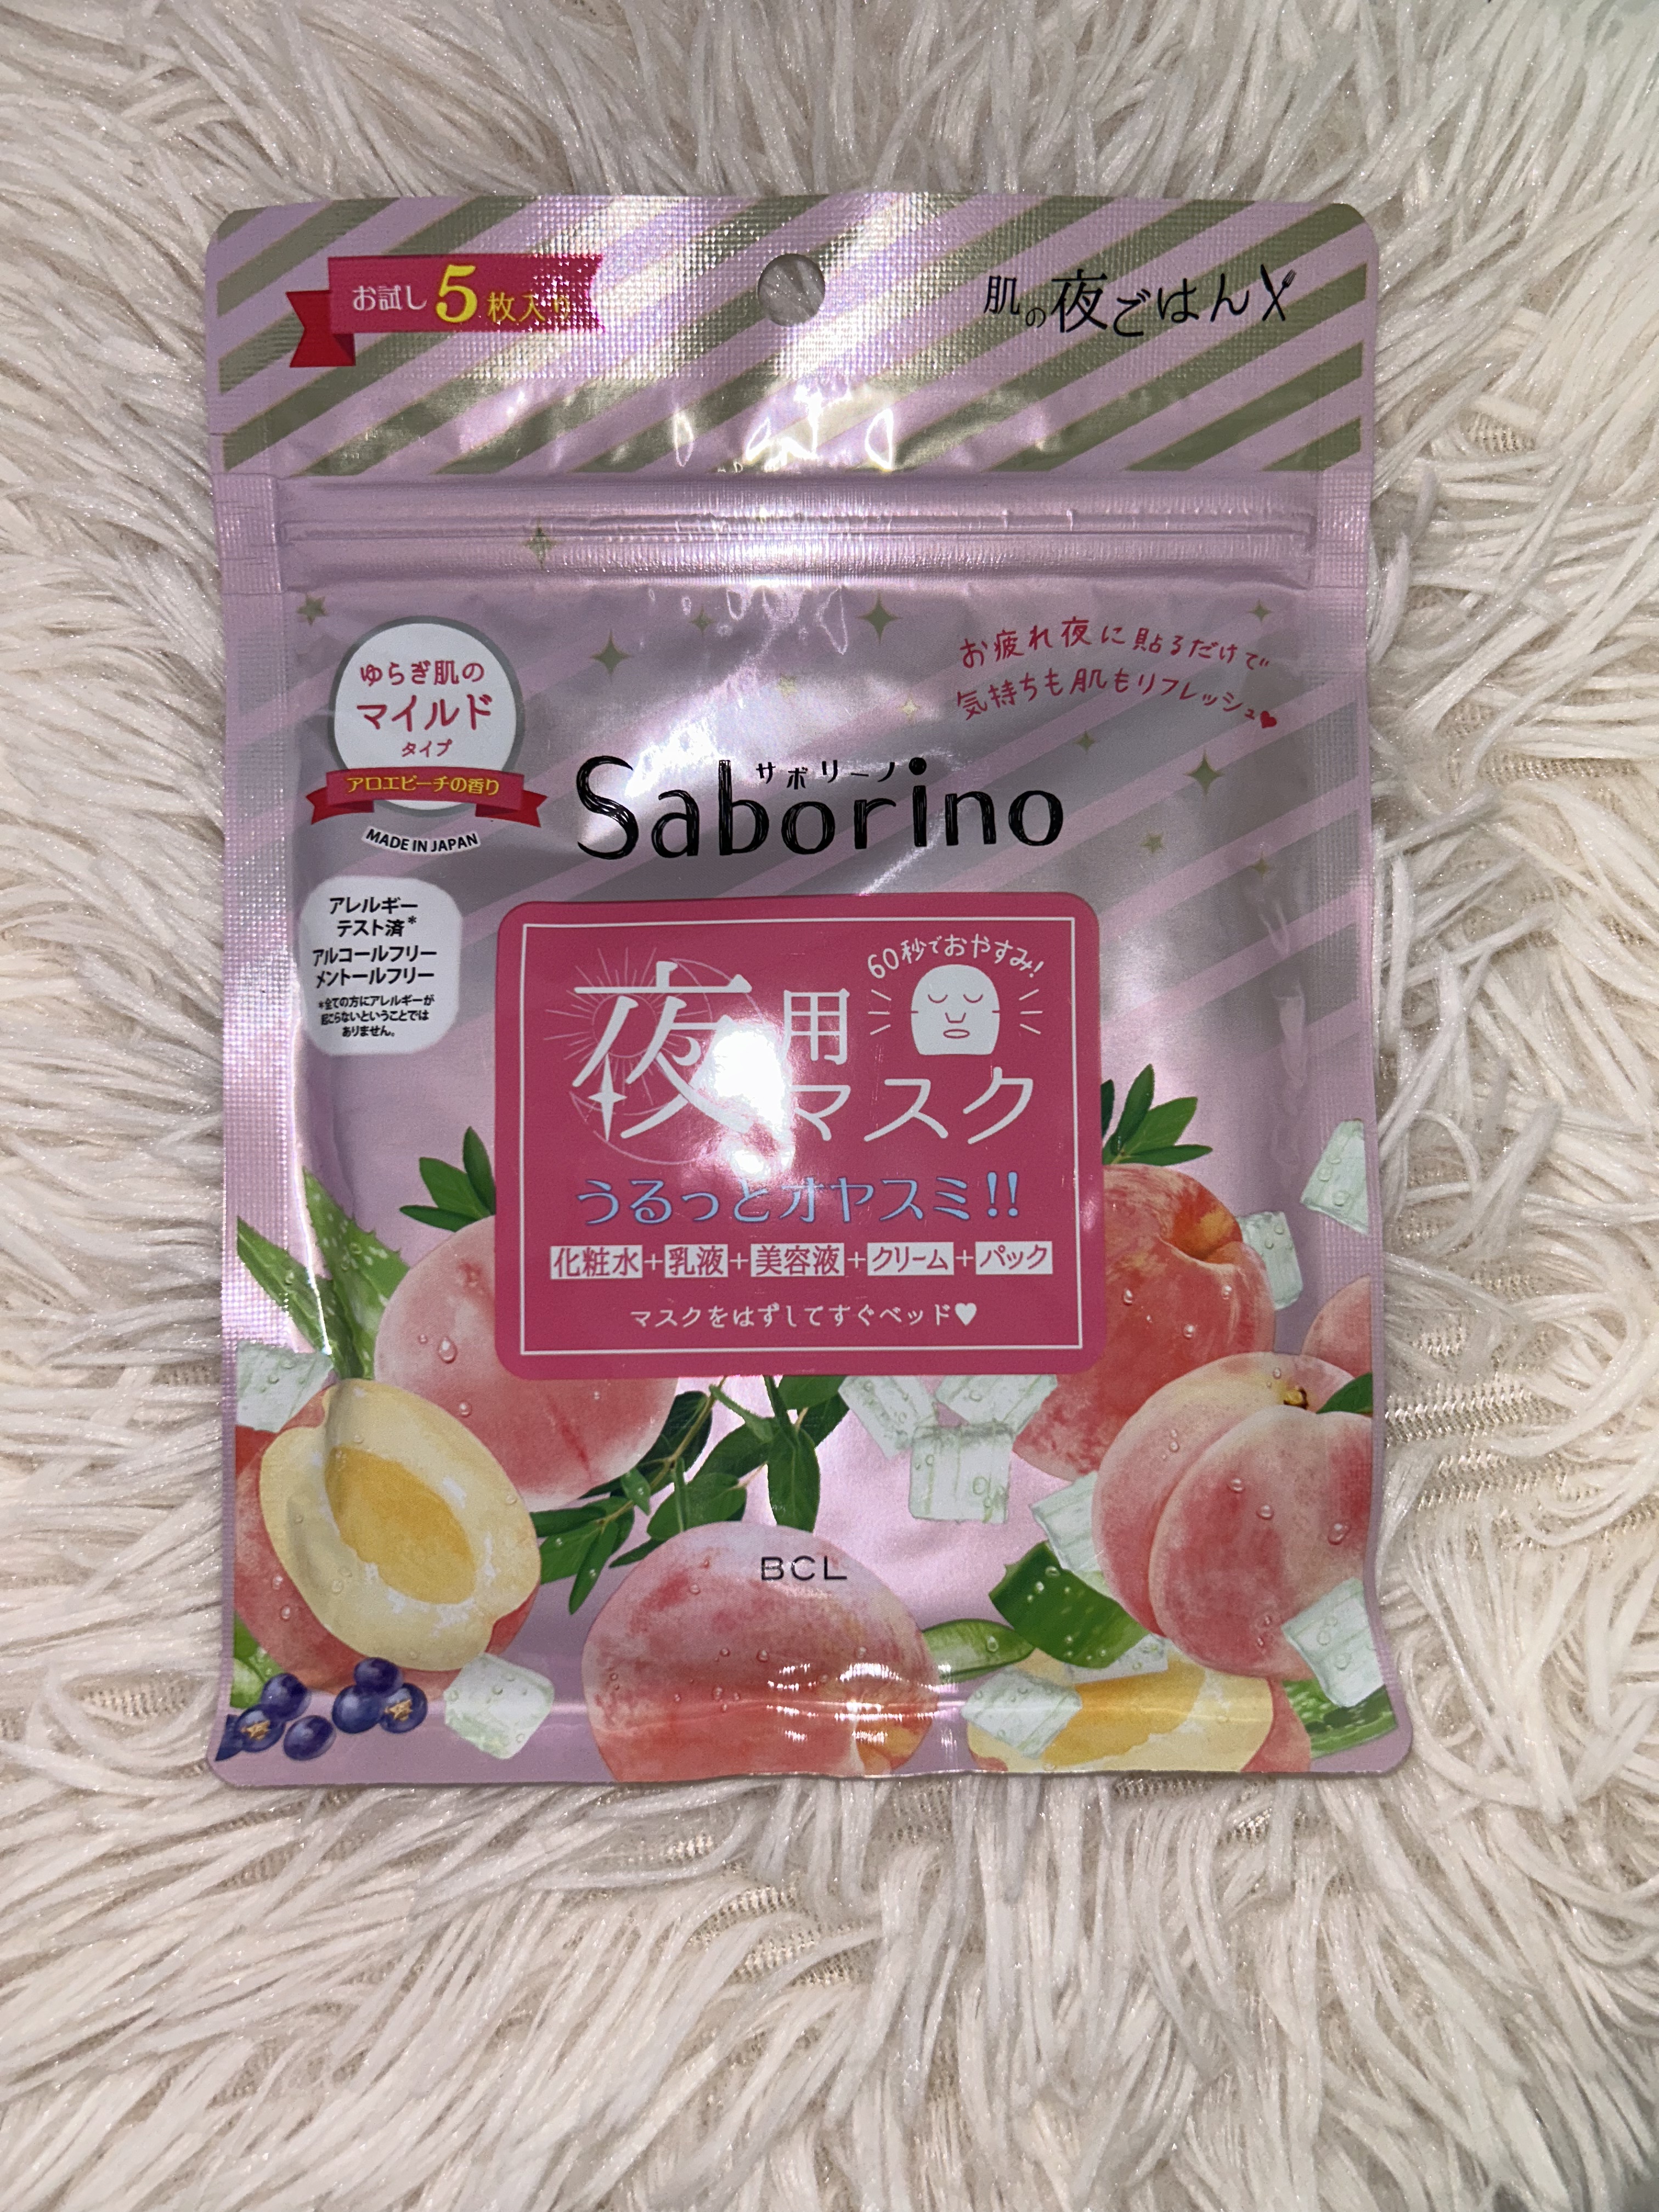 お試し5枚入り
肌の夜ごはん
ゆらぎ肌の
マイルド
タイプ
アロエピーチの香り
MADE IN JAPAN
お疲れ夜に貼るだけで
気持ちも肌もリフレッシュ♥
サボリーノ
Saborino
アレルギー
テスト済*
アルコールフリー
メントールフリー
*全ての方にアレルギーが
起こらないということでは
ありません。
60秒でおやすみ!
夜用マスク
うるっとオヤスミ!!
化粧水+乳液+美容液+クリーム+パック
マスクをはずしてすぐベッド♥
BCL